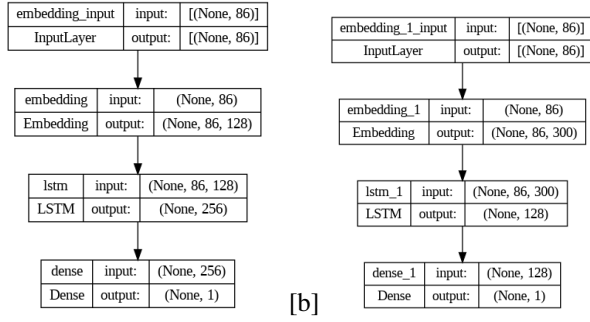 embedding_input input: [(None, 86)]
InputLayer output: [(None, 86)]
embedding input: (None, 86)
Embedding output: (None, 86, 128)
lstm input: (None, 86, 128)
LSTM output: (None, 256)
dense input: (None, 256)
Dense output: (None, 1)
[b]
embedding_1_input input: [(None, 86)]
InputLayer output: [(None, 86)]
embedding_1 input: (None, 86)
Embedding output: (None, 86, 300)
lstm_1 input: (None, 86, 300)
LSTM output: (None, 128)
dense_1 input: (None, 128)
Dense output: (None, 1)